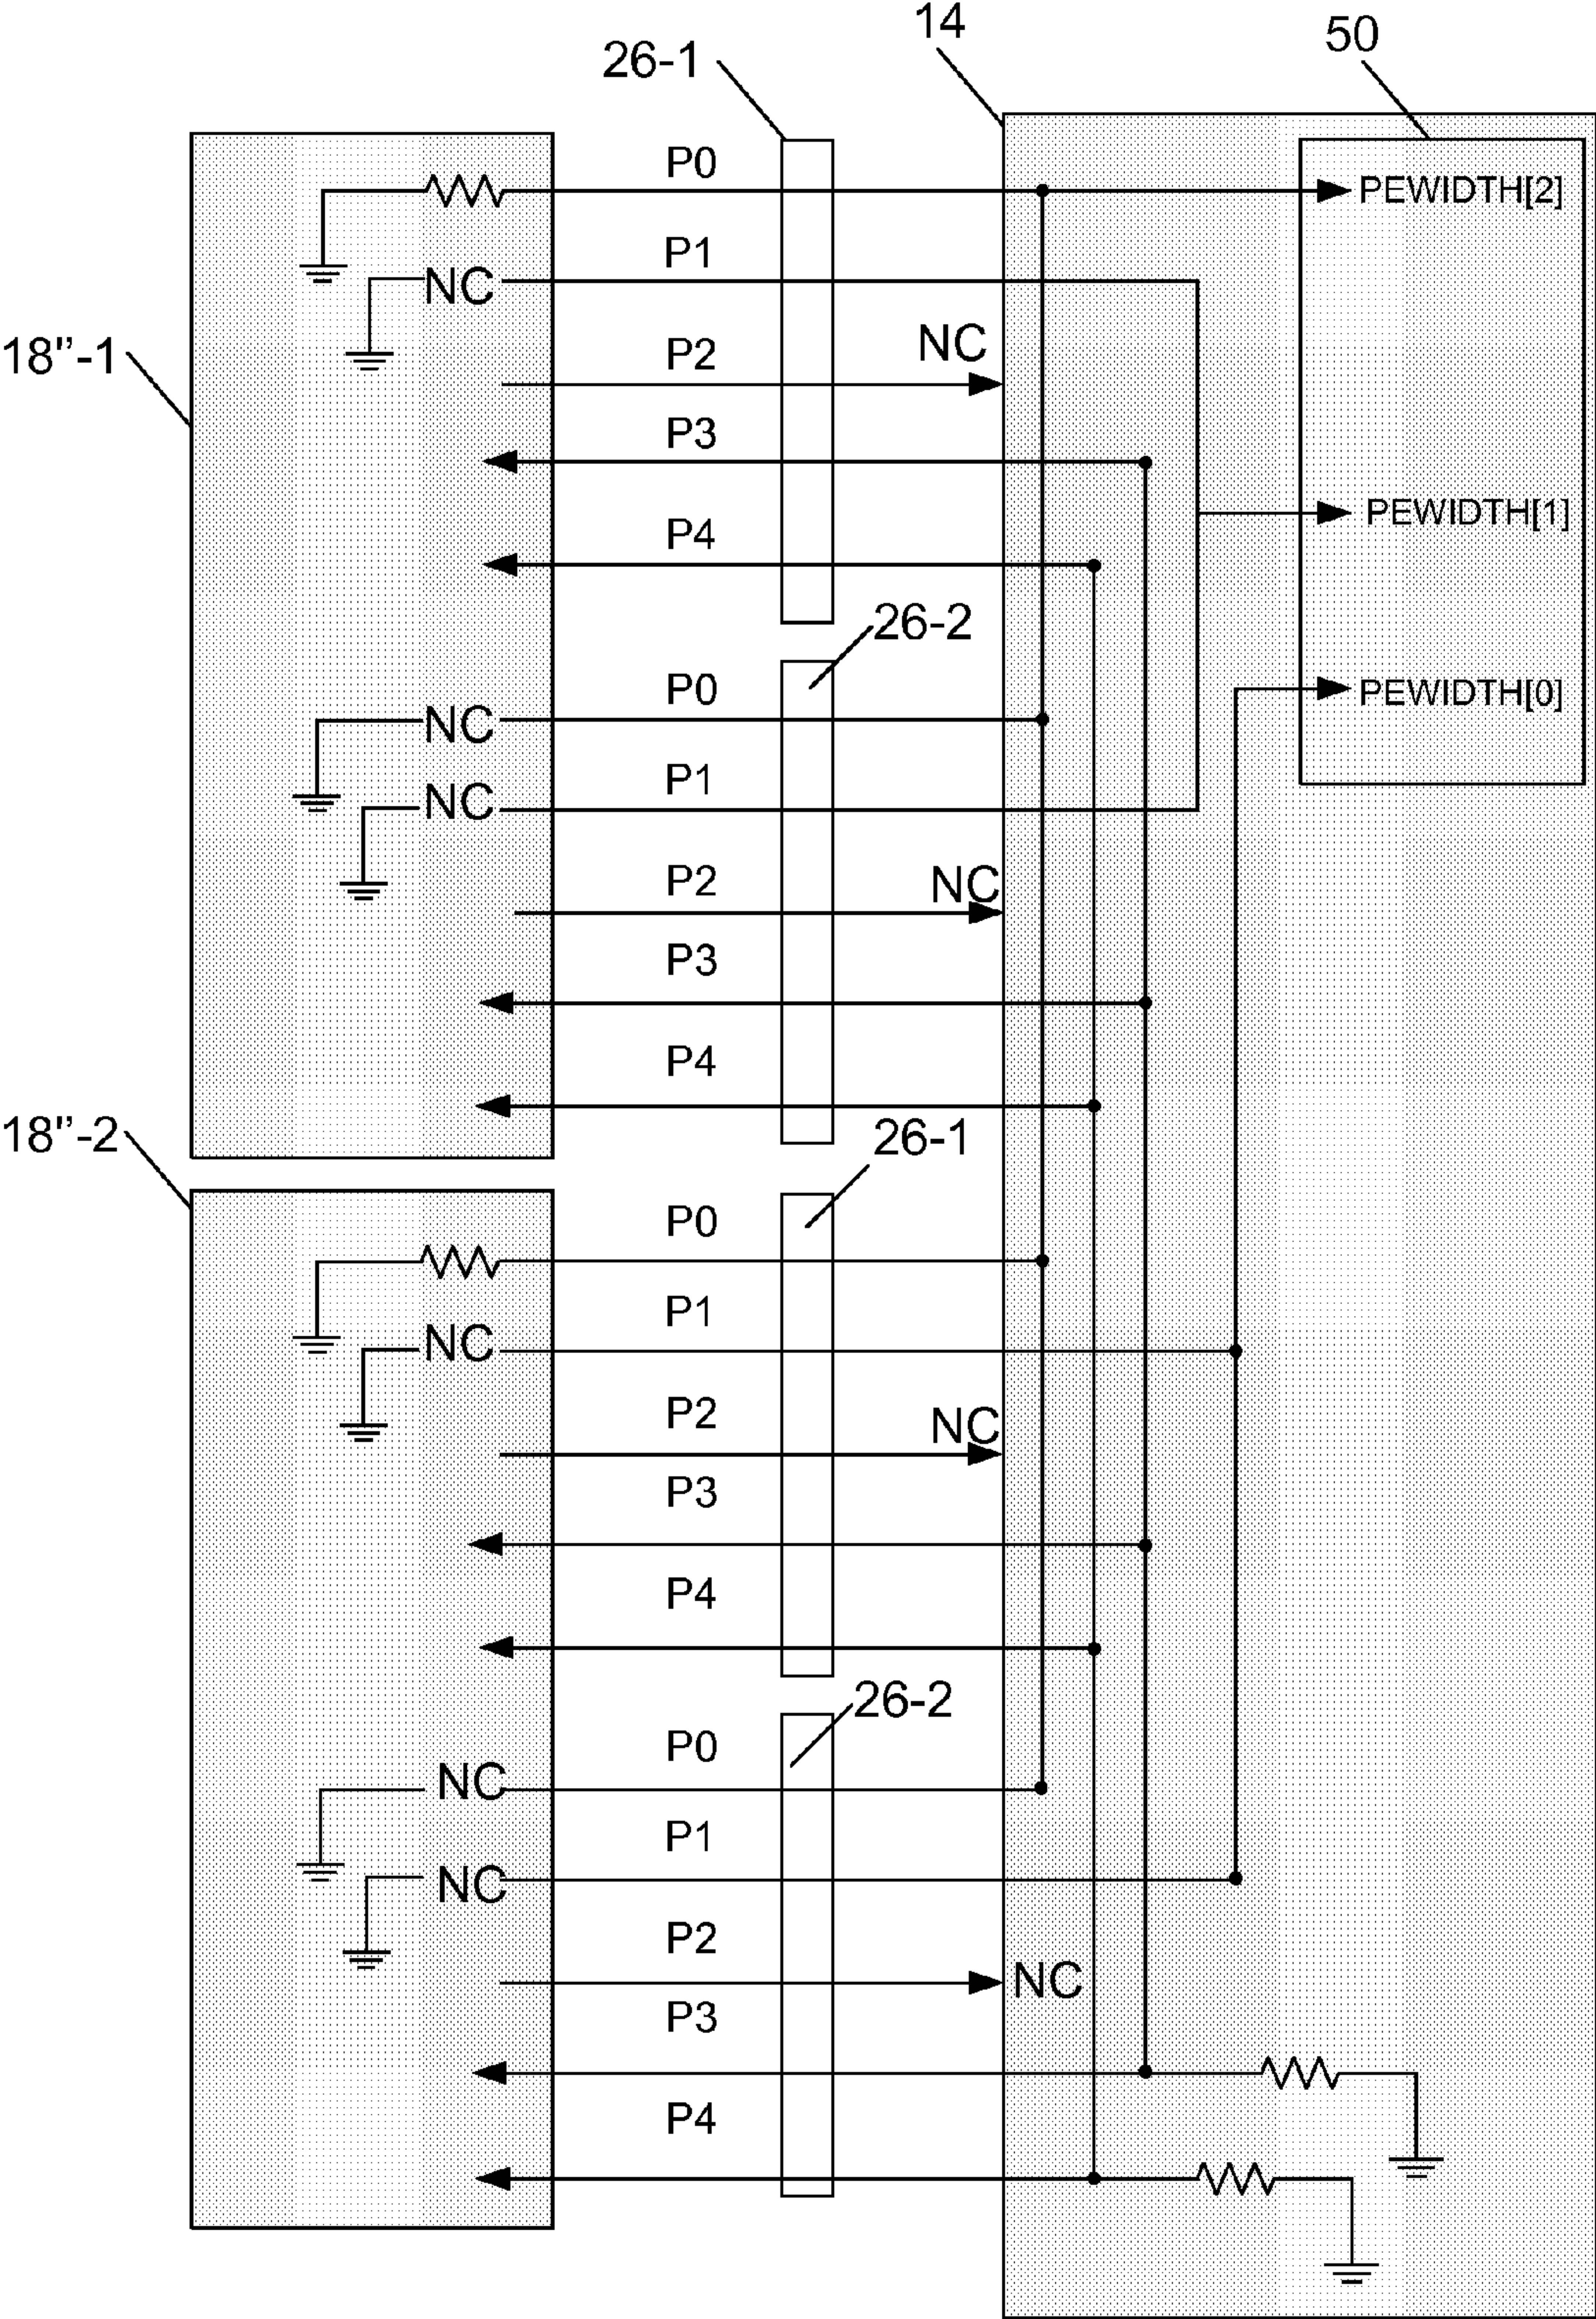 14
50
26-1
P0
PEWIDTH[2]
P1
NC
P2
NC
18"-1
P3
P4
PEWIDTH[1]
26-2
P0
PEWIDTH[0]
NC
P1
NC
P2
NC
P3
P4
18"-2
26-1
P0
P1
NC
P2
NC
P3
P4
26-2
P0
NC
P1
NC
P2
NC
P3
P4